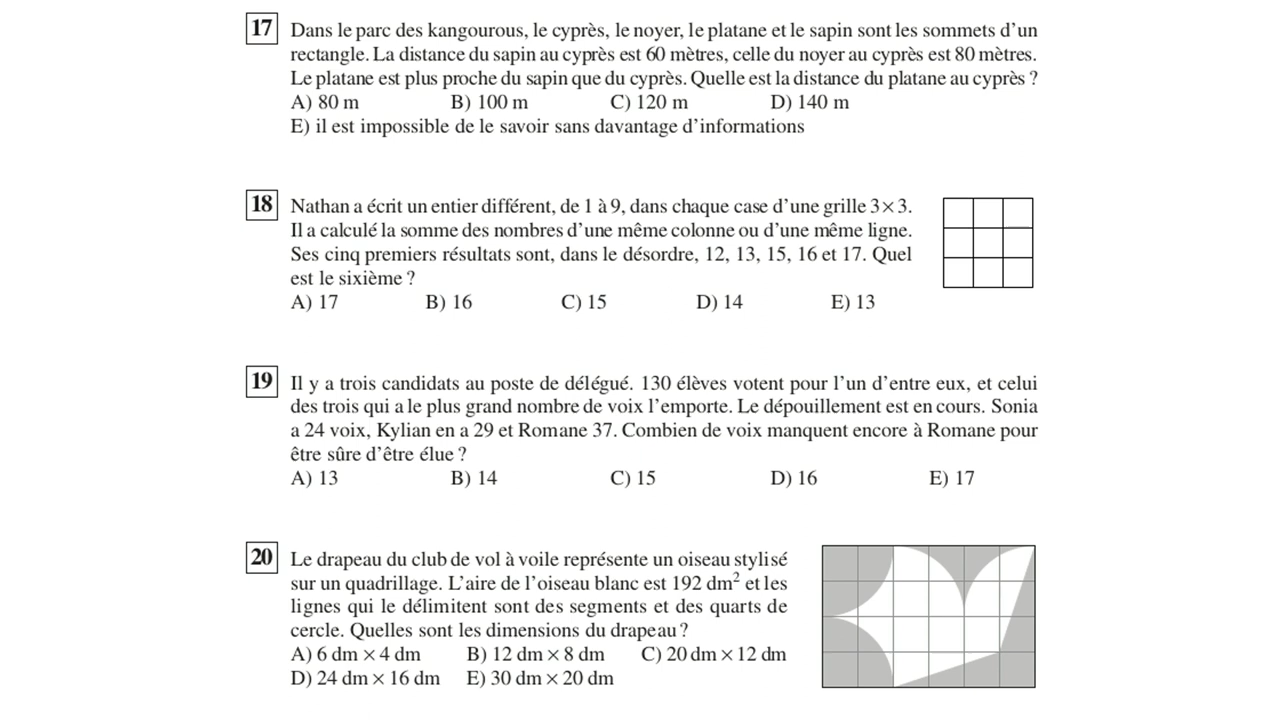 17 Dans le parc des kangourous, le cyprès, le noyer, le platane et le sapin sont les sommets d'un
rectangle. La distance du sapin au cyprès est 60 mètres, celle du noyer au cyprès est 80 mètres.
Le platane est plus proche du sapin que du cyprès. Quelle est la distance du platane au cyprès ?
A) 80 m B) 100 m C) 120 m D) 140 m
E) il est impossible de le savoir sans davantage d'informations
18 Nathan a écrit un entier différent, de 1 à 9, dans chaque case d'une grille 3×3.
Il a calculé la somme des nombres d'une même colonne ou d'une même ligne.
Ses cinq premiers résultats sont, dans le désordre, 12, 13, 15, 16 et 17. Quel
est le sixième ?
A) 17 B) 16 C) 15 D) 14 E) 13
19 Il y a trois candidats au poste de délégué. 130 élèves votent pour l'un d'entre eux, et celui
des trois qui a le plus grand nombre de voix l'emporte. Le dépouillement est en cours. Sonia
a 24 voix, Kylian en a 29 et Romane 37. Combien de voix manquent encore à Romane pour
être sûre d'être élue ?
A) 13 B) 14 C) 15 D) 16 E) 17
20 Le drapeau du club de vol à voile représente un oiseau stylisé
sur un quadrillage. L'aire de l'oiseau blanc est 192 dm² et les
lignes qui le délimitent sont des segments et des quarts de
cercle. Quelles sont les dimensions du drapeau ?
A) 6 dm × 4 dm B) 12 dm × 8 dm C) 20 dm × 12 dm
D) 24 dm × 16 dm E) 30 dm × 20 dm